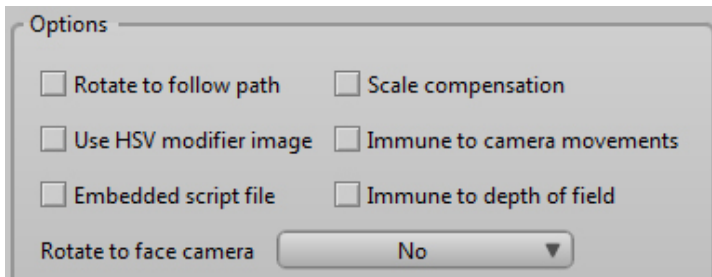 Options
Rotate to follow path
Scale compensation
Use HSV modifier image
Immune to camera movements
Embedded script file
Immune to depth of field
Rotate to face camera
No